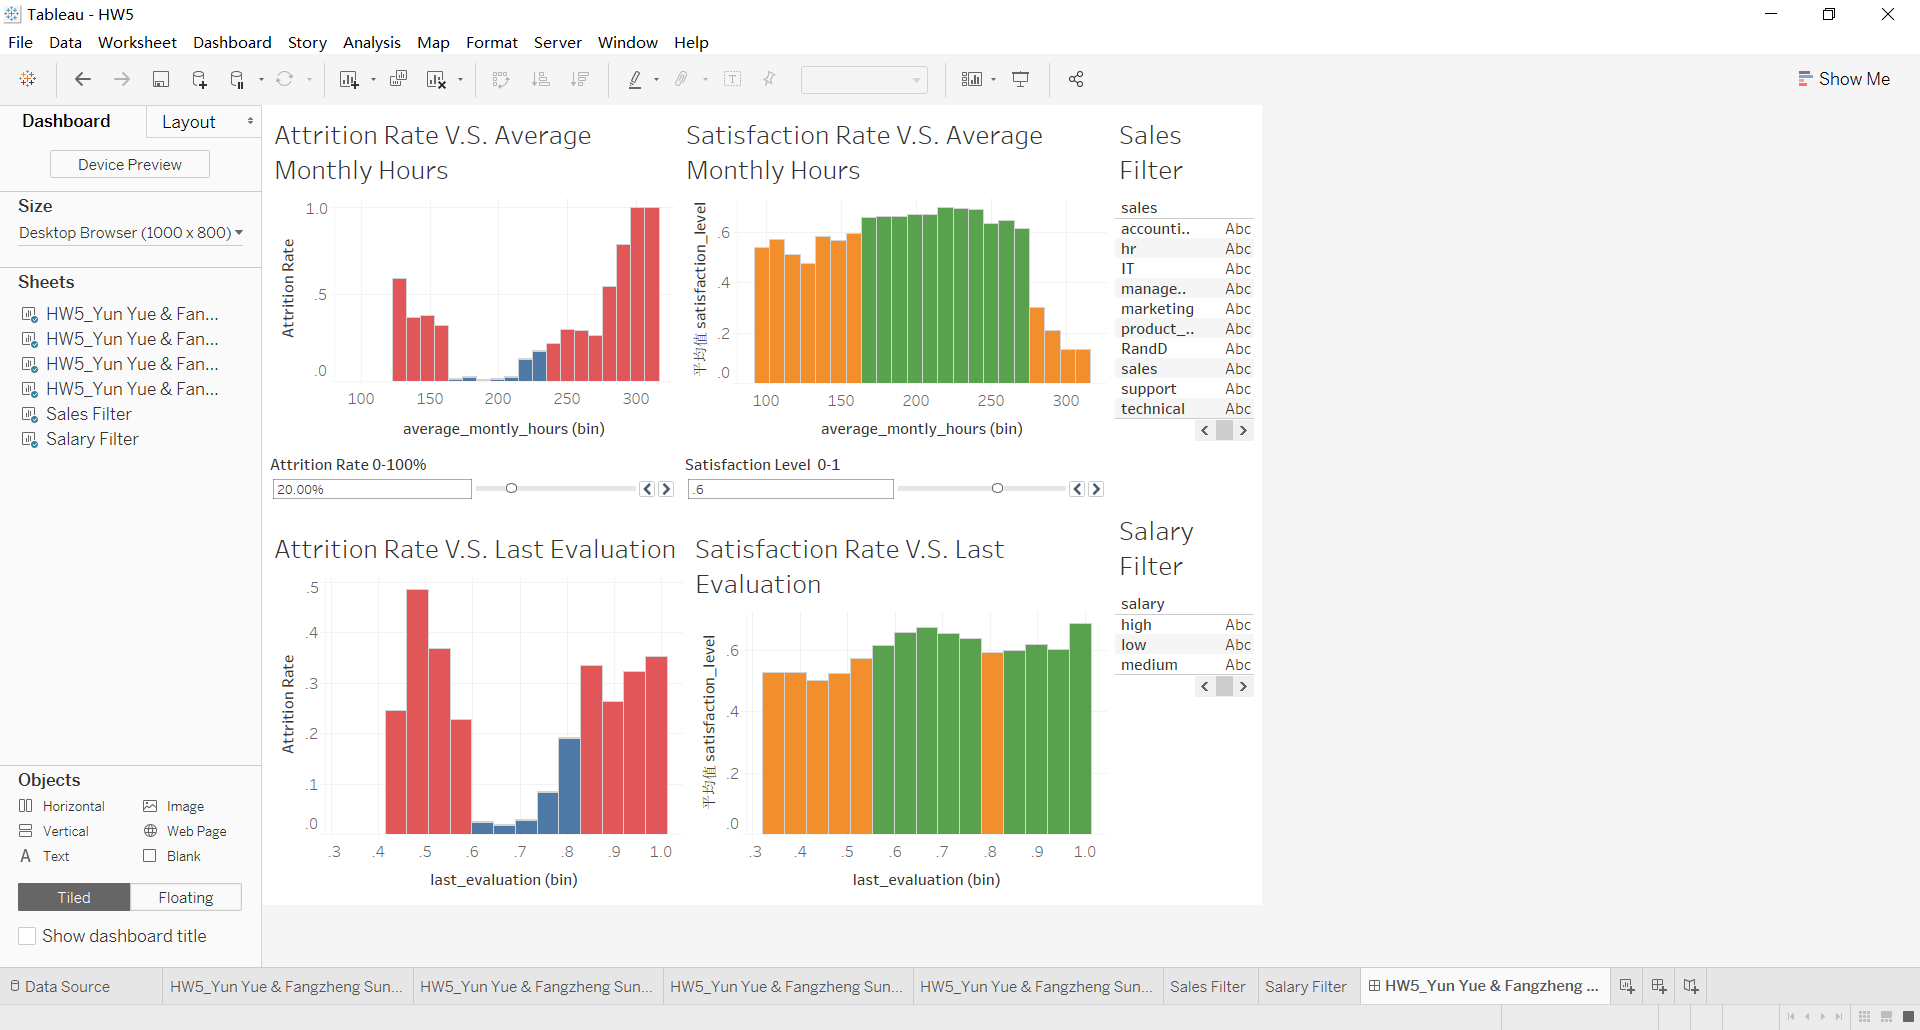 Tableau - HW5
File Data Worksheet Dashboard Story Analysis Map Format Server Window Help
Show Me
Dashboard
Layout
Device Preview
Size
Desktop Browser (1000 x 800)
Sheets
HW5_Yun Yue & Fan...
HW5_Yun Yue & Fan...
HW5_Yun Yue & Fan...
HW5_Yun Yue & Fan...
Sales Filter
Salary Filter
Objects
Horizontal
Image
Vertical
Web Page
A Text
Blank
Tiled
Floating
Show dashboard title
Attrition Rate V.S. Average
Monthly Hours
1.0
.5
.0
Attrition Rate
100 150 200 250 300
average_montly_hours (bin)
Satisfaction Rate V.S. Average
Monthly Hours
.6
.4
.2
.0
平均值 satisfaction_level
100 150 200 250 300
average_montly_hours (bin)
Sales
Filter
sales
accounti.. Abc
hr Abc
IT Abc
manage.. Abc
marketing Abc
product_.. Abc
RandD Abc
sales Abc
support Abc
technical Abc
Attrition Rate 0-100%
20.00%
Satisfaction Level 0-1
.6
Attrition Rate V.S. Last Evaluation
.5
.4
.3
.2
.1
.0
Attrition Rate
.3 .4 .5 .6 .7 .8 .9 1.0
last_evaluation (bin)
Satisfaction Rate V.S. Last
Evaluation
.6
.4
.2
.0
平均值 satisfaction_level
.3 .4 .5 .6 .7 .8 .9 1.0
last_evaluation (bin)
Salary
Filter
salary
high Abc
low Abc
medium Abc
Data Source
HW5_Yun Yue & Fangzheng Sun...
HW5_Yun Yue & Fangzheng Sun...
HW5_Yun Yue & Fangzheng Sun...
HW5_Yun Yue & Fangzheng Sun...
Sales Filter
Salary Filter
HW5_Yun Yue & Fangzheng ...